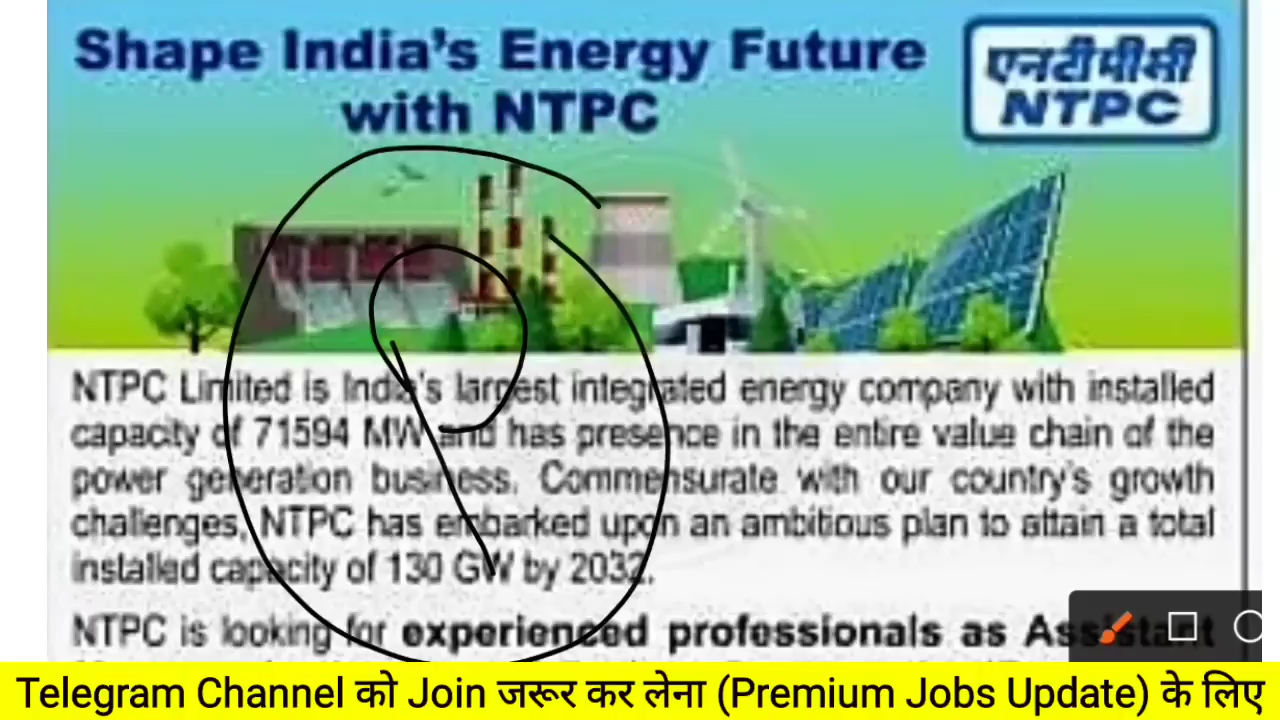 Shape India's Energy Future
with NTPC
एनटीपीसी
NTPC
NTPC Limited is India's largest integrated energy company with installed
capacity of 71594 MW and has presence in the entire value chain of the
power generation business. Commensurate with our country's growth
challenges, NTPC has embarked upon an ambitious plan to attain a total
installed capacity of 130 GW by 2032.
NTPC is looking for experienced professionals as Assistant
Telegram Channel को Join जरूर कर लेना (Premium Jobs Update) के लिए